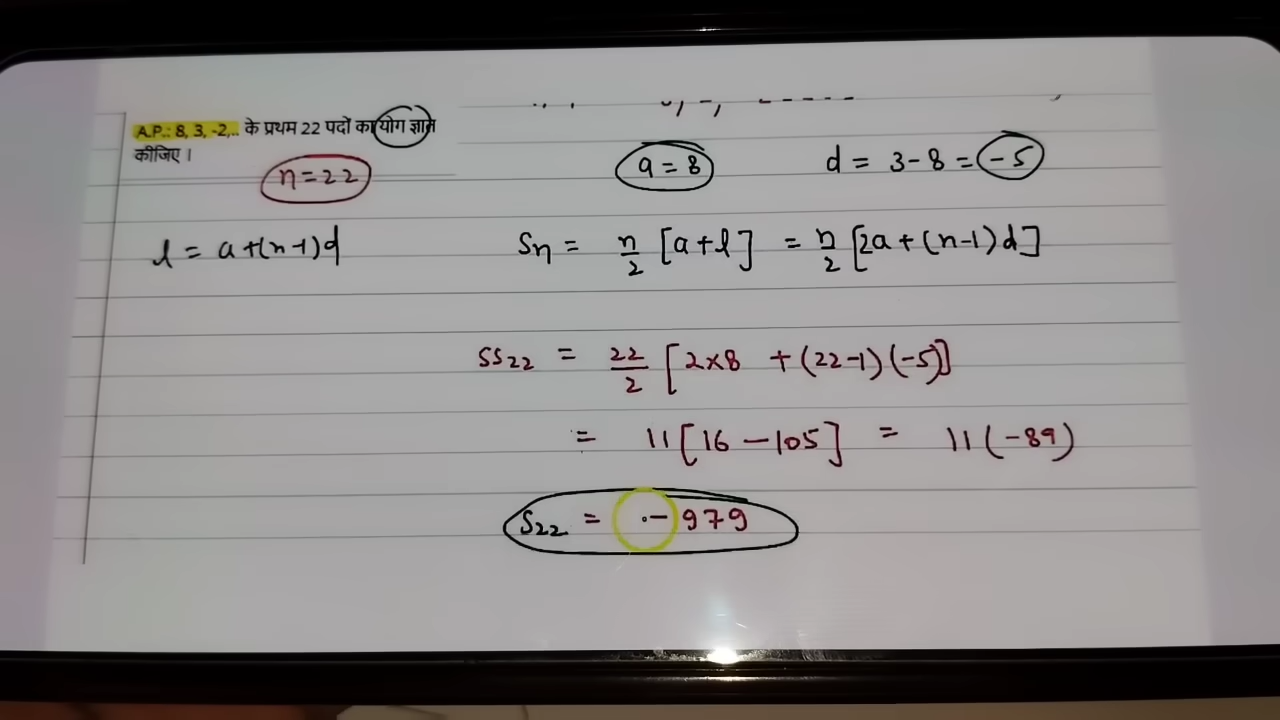 A.P.: 8, 3, -2,.. के प्रथम 22 पदों का योग ज्ञात
कीजिए ।
n = 22
a = 8
d = 3 - 8 = -5
l = a + (n-1)d
Sn = n/2 [a + l] = n/2 [2a + (n-1)d]
SS22 = 22/2 [2×8 + (22-1)(-5)]
= 11[16 - 105] = 11(-89)
S22 = -979